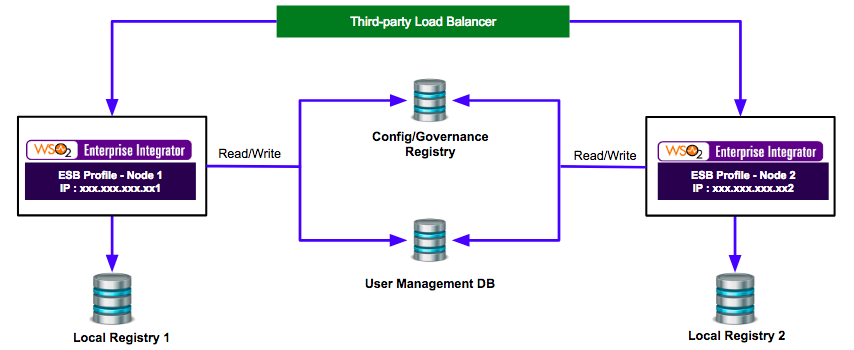 Third-party Load Balancer
Config/Governance
Registry
Read/Write
Read/Write
WSO2 Enterprise Integrator
ESB Profile - Node 1
IP : xxx.xxx.xxx.xx1
WSO2 Enterprise Integrator
ESB Profile - Node 2
IP : xxx.xxx.xxx.xx2
User Management DB
Local Registry 1
Local Registry 2